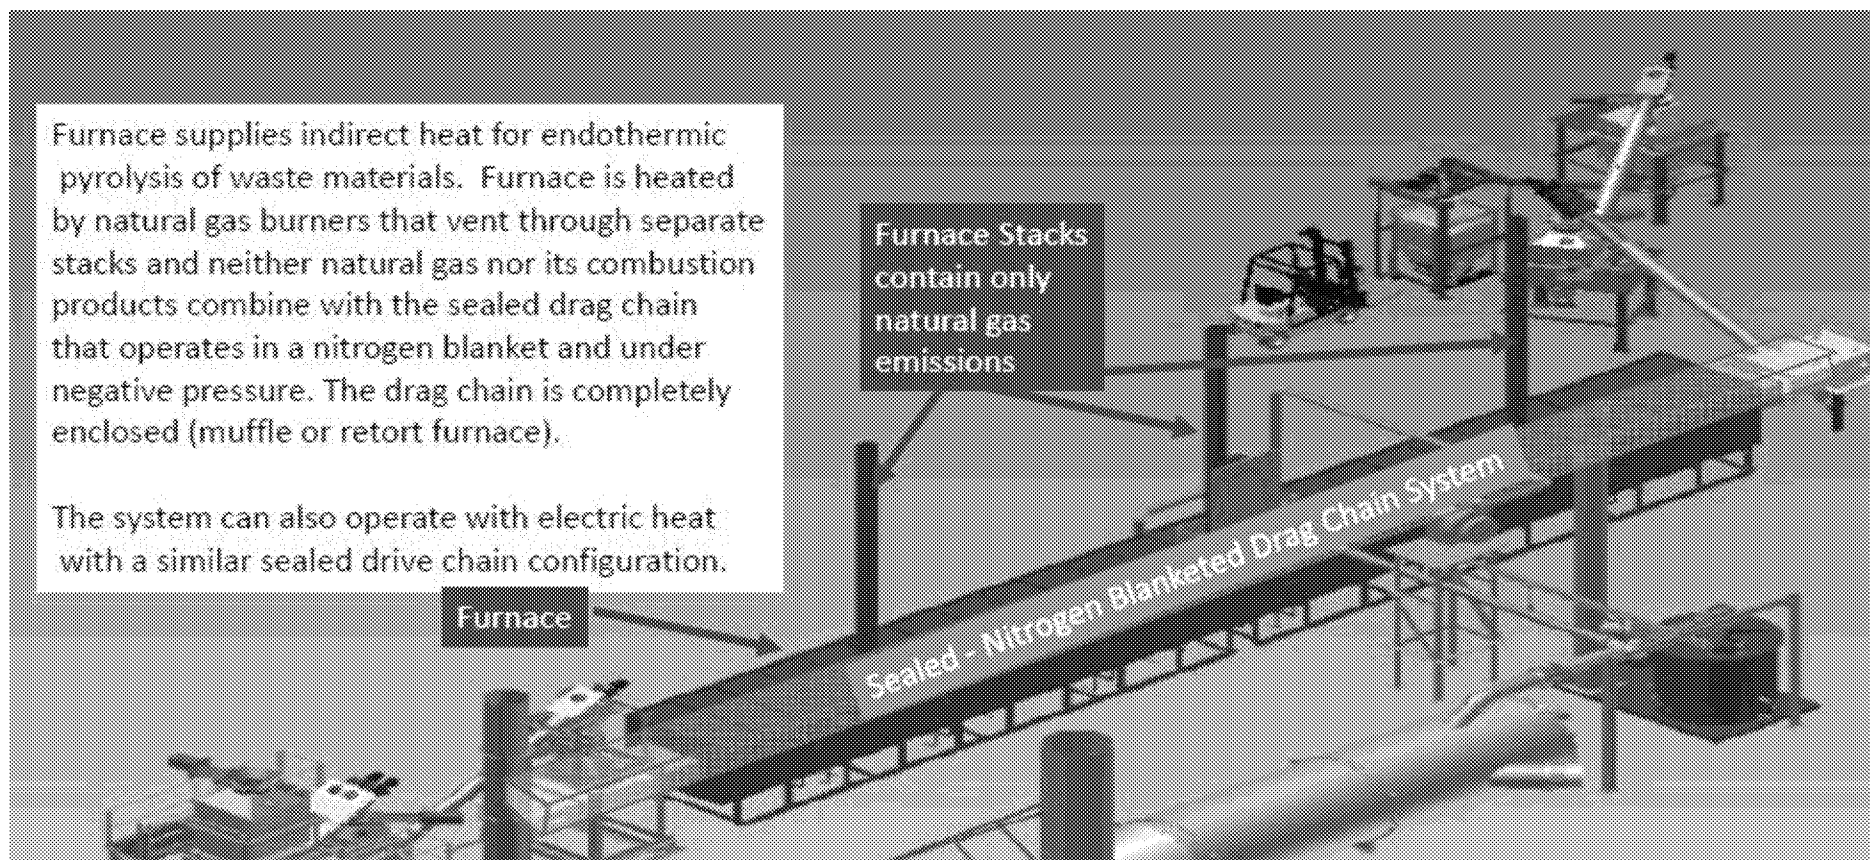 Furnace supplies indirect heat for endothermic
pyrolysis of waste materials. Furnace is heated
by natural gas burners that vent through separate
stacks and neither natural gas nor its combustion
products combine with the sealed drag chain
that operates in a nitrogen blanket and under
negative pressure. The drag chain is completely
enclosed (muffle or retort furnace).
The system can also operate with electric heat
with a similar sealed drive chain configuration.
Furnace Stacks
contain only
natural gas
emissions
Furnace
Sealed - Nitrogen Blanketed Drag Chain System